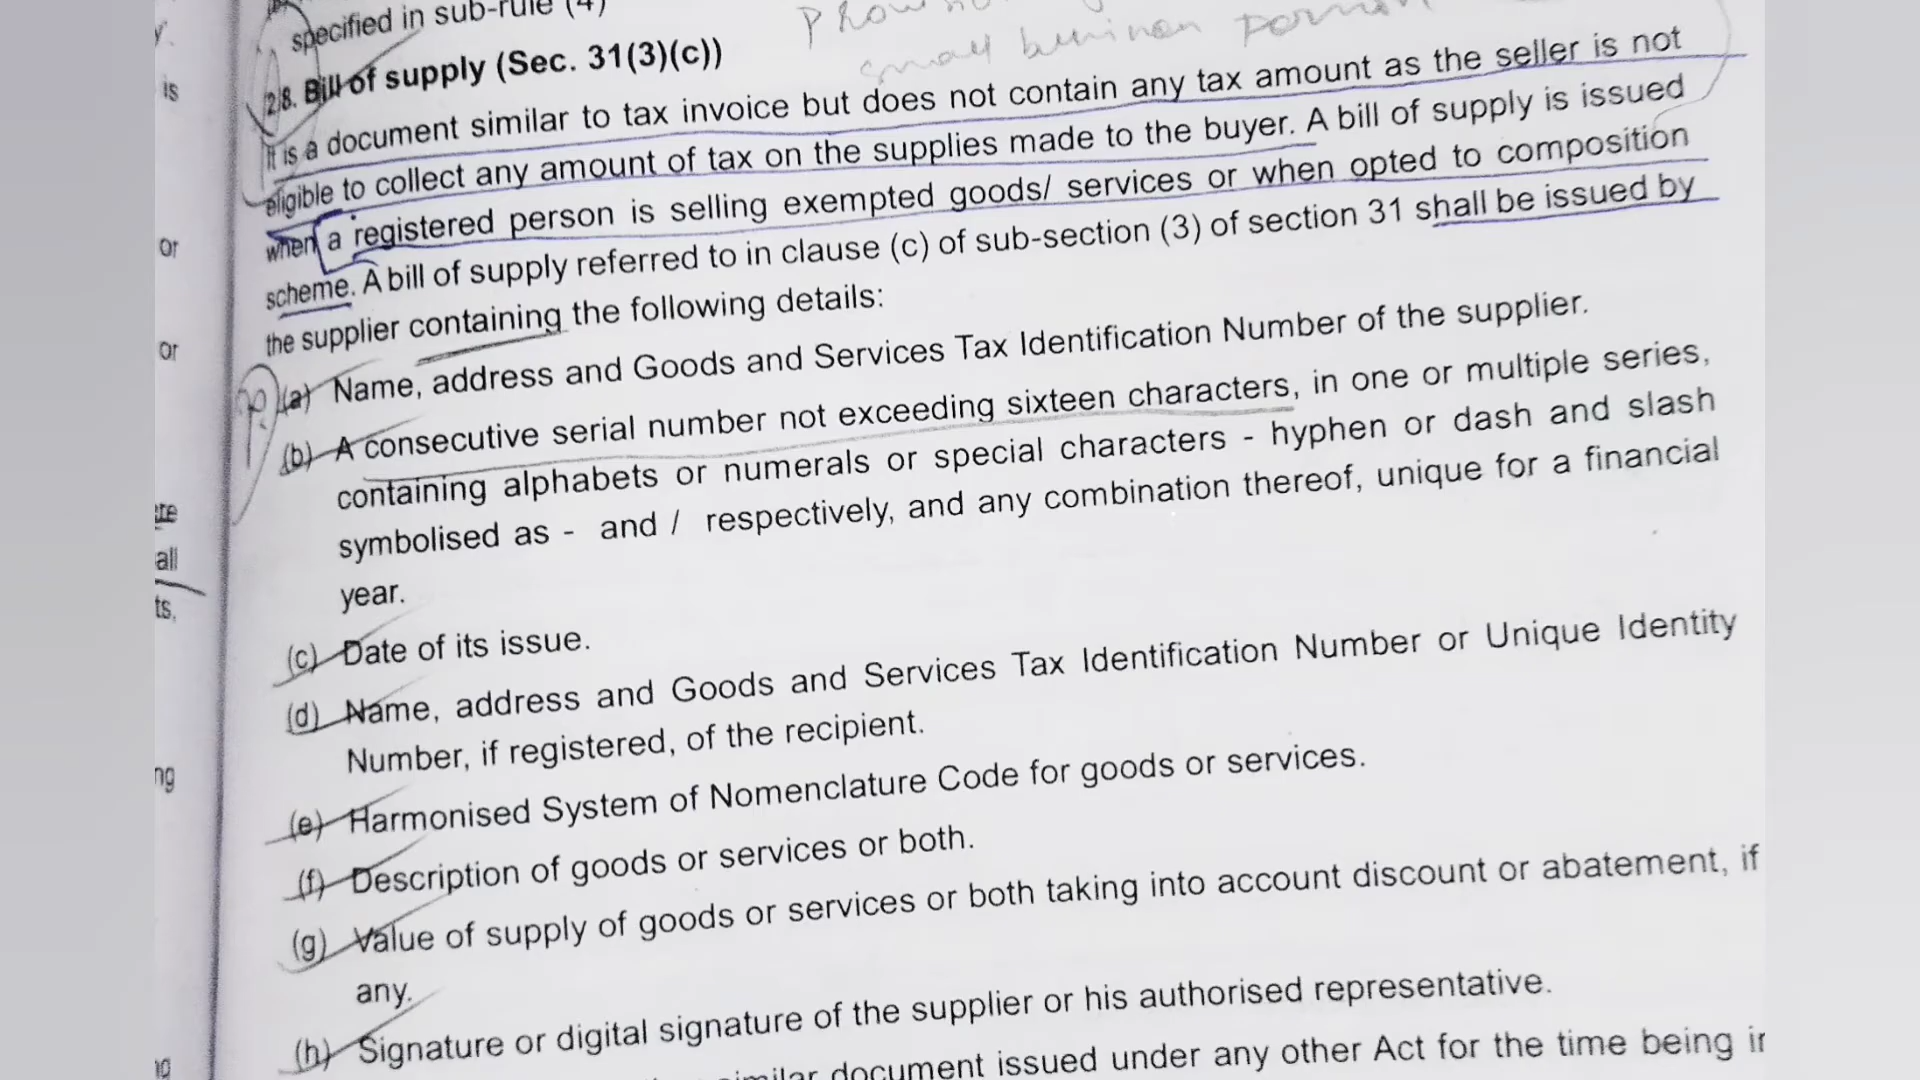 specified in sub-rule (4)
small business person
28. Bill of supply (Sec. 31(3)(c))
It is a document similar to tax invoice but does not contain any tax amount as the seller is not
eligible to collect any amount of tax on the supplies made to the buyer. A bill of supply is issued
when a registered person is selling exempted goods/ services or when opted to composition
scheme. A bill of supply referred to in clause (c) of sub-section (3) of section 31 shall be issued by
the supplier containing the following details:
(a) Name, address and Goods and Services Tax Identification Number of the supplier.
(b) A consecutive serial number not exceeding sixteen characters, in one or multiple series,
containing alphabets or numerals or special characters - hyphen or dash and slash
symbolised as - and / respectively, and any combination thereof, unique for a financial
year.
(c) Date of its issue.
(d) Name, address and Goods and Services Tax Identification Number or Unique Identity
Number, if registered, of the recipient.
(e) Harmonised System of Nomenclature Code for goods or services.
(f) Description of goods or services or both.
(g) Value of supply of goods or services or both taking into account discount or abatement, if
any.
(h) Signature or digital signature of the supplier or his authorised representative.
document issued under any other Act for the time being in
y.
is
or
or
all
ts.
ng